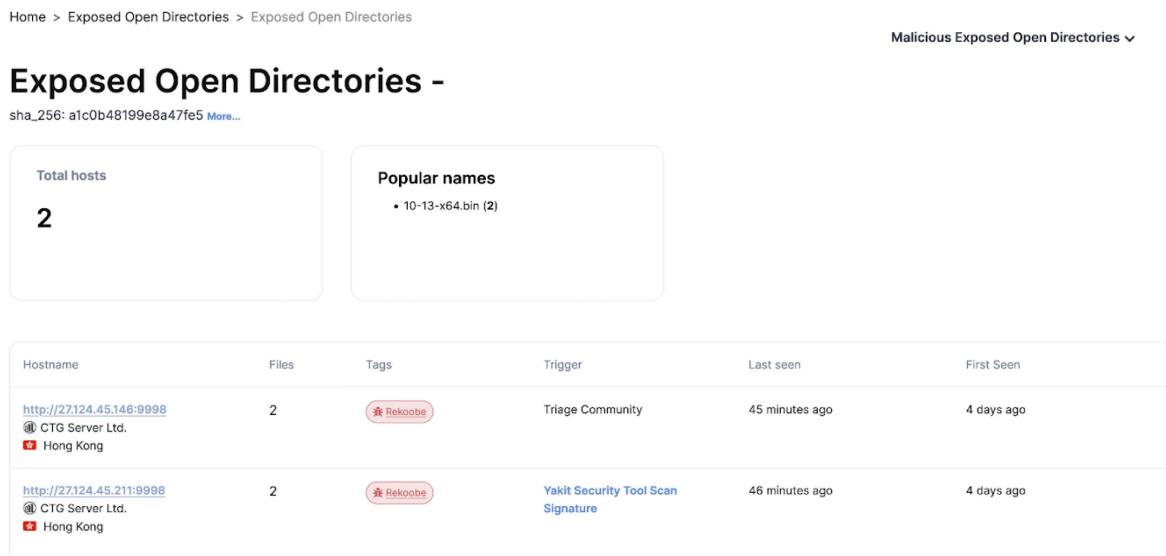 Home > Exposed Open Directories > Exposed Open Directories
Malicious Exposed Open Directories
Exposed Open Directories -
sha_256: a1c0b48199e8a47fe5 More...
Total hosts
2
Popular names
• 10-13-x64.bin (2)
Hostname Files Tags Trigger Last seen First Seen
http://27.124.45.146:9998 2 Rekoobe Triage Community 45 minutes ago 4 days ago
CTG Server Ltd.
Hong Kong
http://27.124.45.211:9998 2 Rekoobe Yakit Security Tool Scan 46 minutes ago 4 days ago
CTG Server Ltd. Signature
Hong Kong